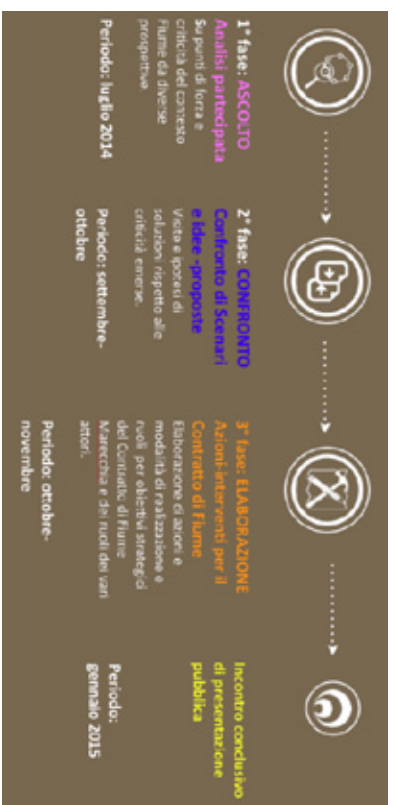 1° fase: ASCOLTO
Analisi partecipata
Su punti di forza e
criticità del contesto
Fiume da diverse
prospettive
Periodo: luglio 2014
2° fase: CONFRONTO
Confronto di Scenari
e idee -proposte
Visite e ipotesi di
soluzioni rispetto alle
criticità emerse.
Periodo: settembre-
ottobre
3° fase: ELABORAZIONE
Azioni-interventi per il
Contratto di Fiume
Elaborazione di azioni e
modalità di realizzazione e
ruoli per obiettivi strategici
del Contratto di Fiume
Marecchia e dei ruoli dei vari
attori.
Periodo: ottobre-
novembre
Incontro conclusivo
di presentazione
pubblica
Periodo:
gennaio 2015